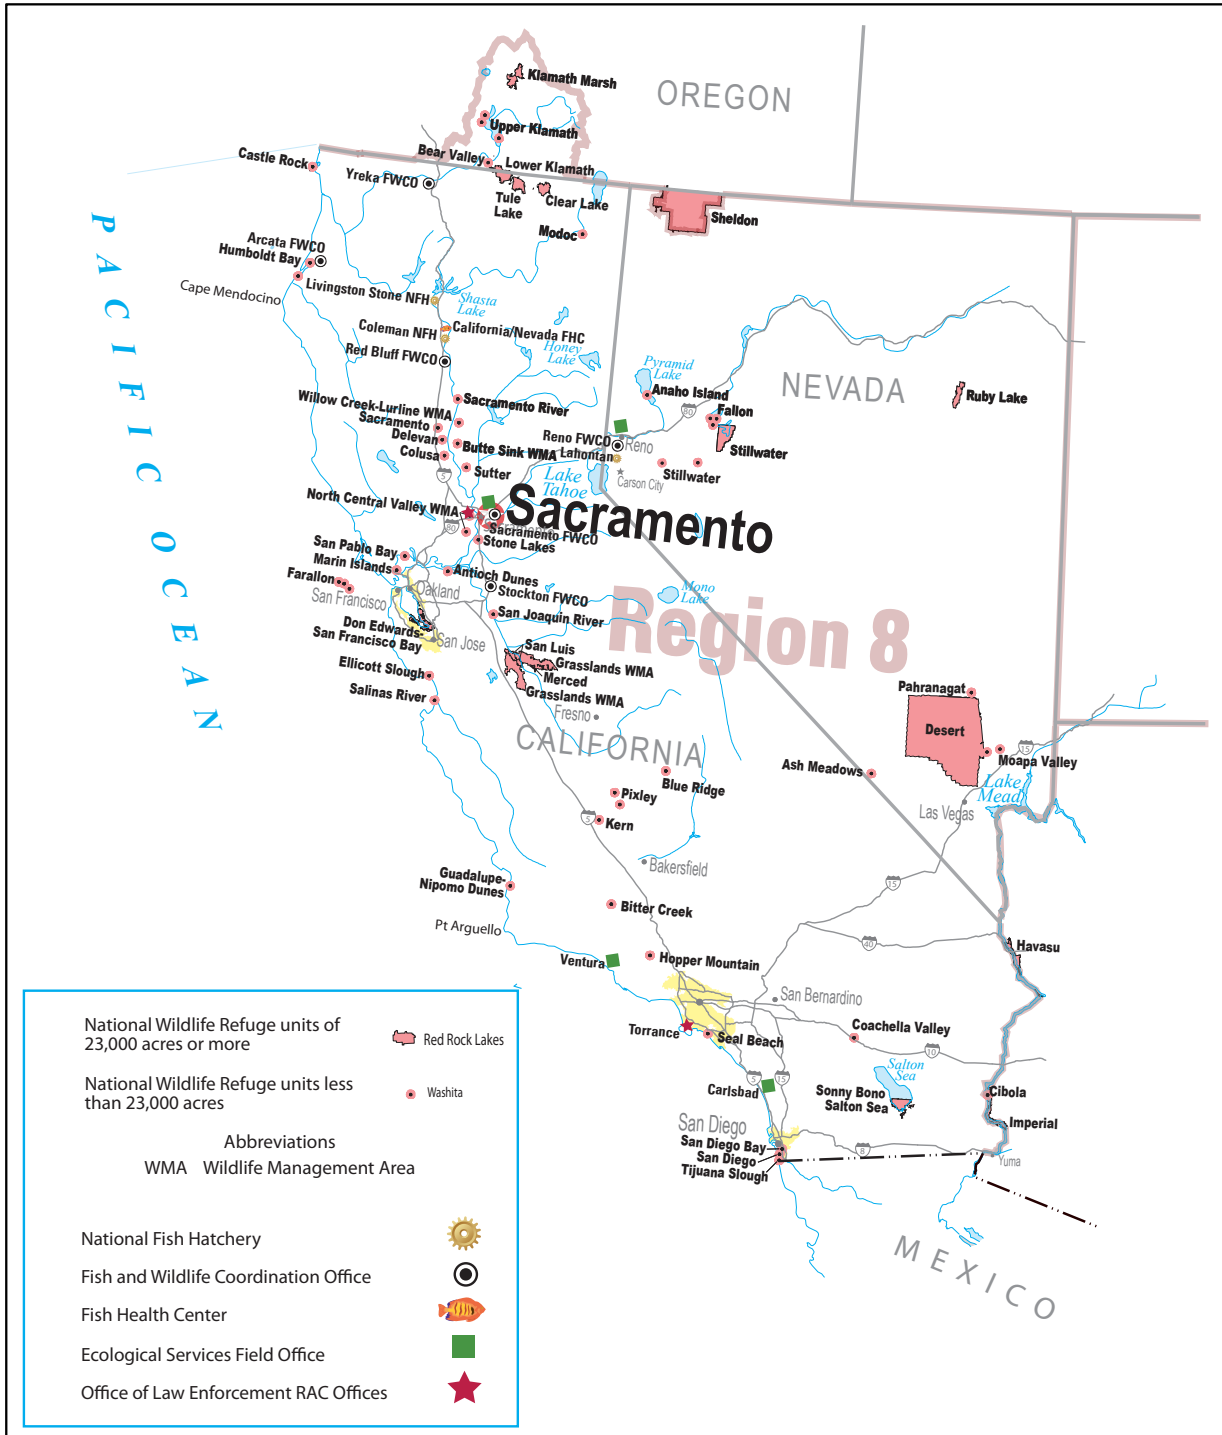 OREGON
Klamath Marsh
Upper Klamath
Bear Valley
Lower Klamath
Castle Rock
Yreka FWCO
Tule
Lake
Clear Lake
Sheldon
Modoc
PACIFIC OCEAN
Arcata FWCO
Humboldt Bay
Cape Mendocino
Livingston Stone NFH
Shasta
Lake
Coleman NFH
California/Nevada FHC
Honey
Lake
Red Bluff FWCO
Pyramid
Lake
NEVADA
Anaho Island
Ruby Lake
Willow Creek-Lurline WMA
Sacramento River
80
Fallon
Sacramento
Delevan
Butte Sink WMA
Reno FWCO
Reno
Colusa
Lahontan
Stillwater
Sutter
5
Lake
Tahoe
Stillwater
Carson City
North Central Valley WMA
Sacramento
80
Sacramento FWCO
Stone Lakes
San Pablo Bay
Marin Islands
Antioch Dunes
Farallon
Oakland
Stockton FWCO
Mono
Lake
San Francisco
San Joaquin River
Region 8
Don Edwards-
San Francisco Bay
San Jose
San Luis
Grasslands WMA
Merced
Grasslands WMA
Ellicott Slough
Salinas River
Fresno
Pahranagat
Desert
CALIFORNIA
15
Moapa Valley
Ash Meadows
Blue Ridge
Lake
Mead
Pixley
Las Vegas
5
Kern
Bakersfield
Guadalupe-
Nipomo Dunes
15
Bitter Creek
Pt Arguello
40
Havasu
Ventura
Hopper Mountain
San Bernardino
Torrance
Seal Beach
Coachella Valley
10
Salton
Sea
5
15
Carlsbad
Sonny Bono
Salton Sea
Cibola
Imperial
San Diego
San Diego Bay
San Diego
Tijuana Slough
8
Yuma
MEXICO
National Wildlife Refuge units of
23,000 acres or more
Red Rock Lakes
National Wildlife Refuge units less
than 23,000 acres
Washita
Abbreviations
WMA Wildlife Management Area
National Fish Hatchery
Fish and Wildlife Coordination Office
Fish Health Center
Ecological Services Field Office
Office of Law Enforcement RAC Offices